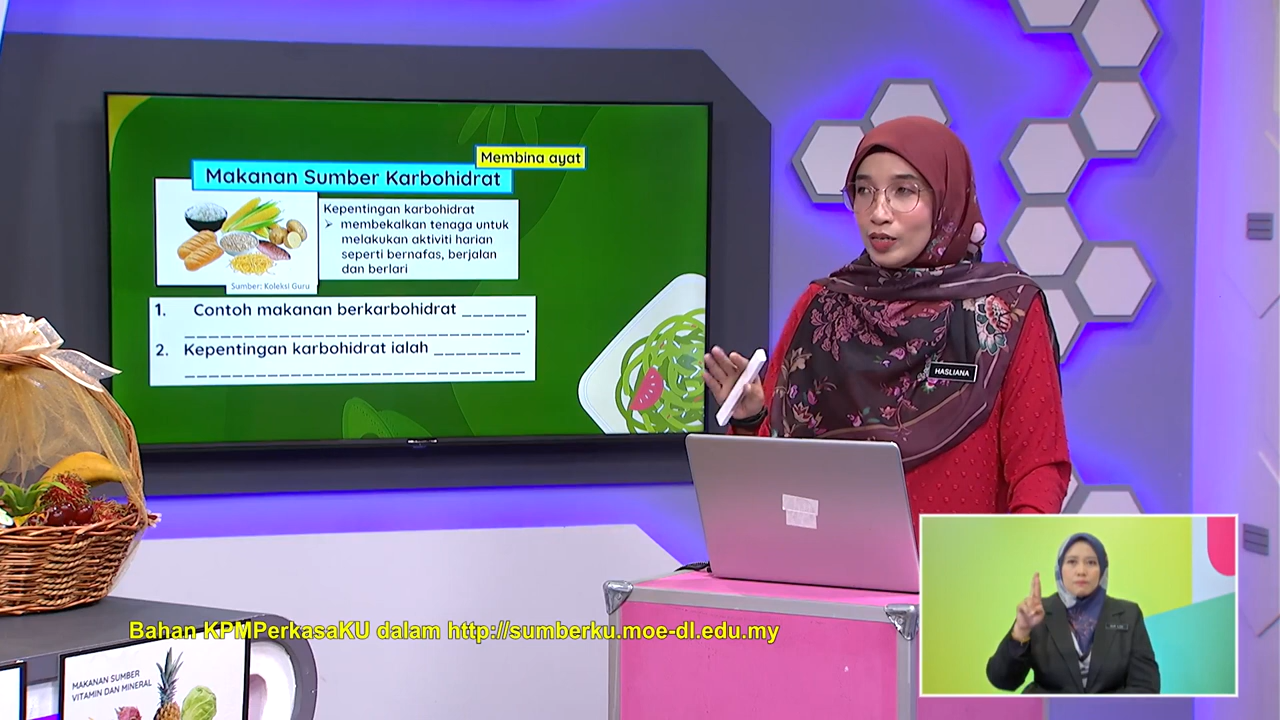 Membina ayat
Makanan Sumber Karbohidrat
Kepentingan karbohidrat
➢ membekalkan tenaga untuk
melakukan aktiviti harian
seperti bernafas, berjalan
dan berlari
Sumber: Koleksi Guru
1. Contoh makanan berkarbohidrat _ _ _ _ _ _
_ _ _ _ _ _ _ _ _ _ _ _ _ _ _ _ _ _ _ _ _ _ _ _ _ _ _ _ _ _.
2. Kepentingan karbohidrat ialah _ _ _ _ _ _ _ _
_ _ _ _ _ _ _ _ _ _ _ _ _ _ _ _ _ _ _ _ _ _ _ _ _ _ _ _ _ _
HASLIANA
Bahan KPMPerkasaKU dalam http://sumberku.moe-dl.edu.my
MAKANAN SUMBER
VITAMIN DAN MINERAL